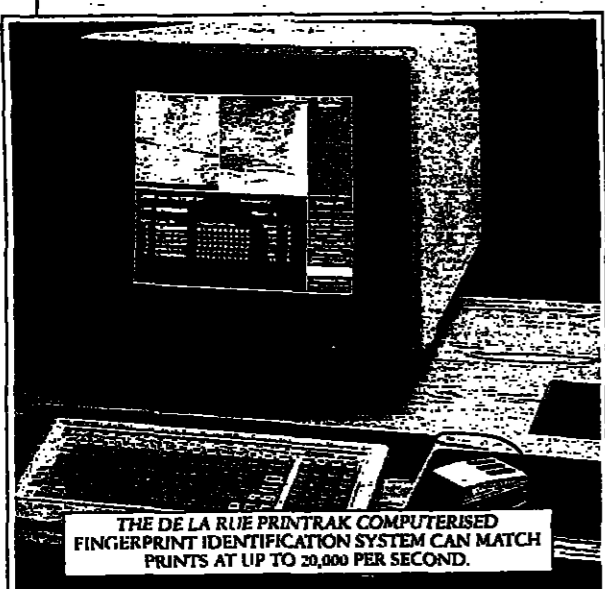 THE DE LA RUE PRINTRAK COMPUTERISED
FINGERPRINT IDENTIFICATION SYSTEM CAN MATCH
PRINTS AT UP TO 20,000 PER SECOND.